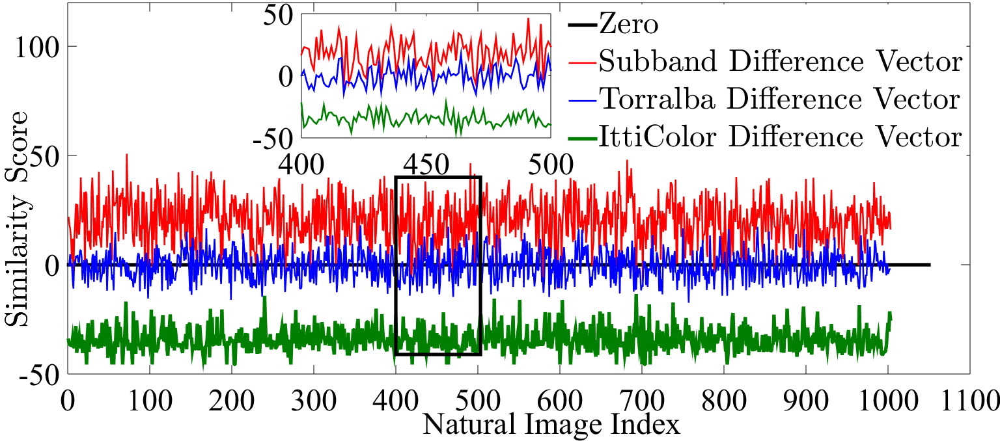 50
0
-50
400 450 500
Zero
Subband Difference Vector
Torralba Difference Vector
IttiColor Difference Vector
Similarity Score
100
50
0
-50
0 100 200 300 400 500 600 700 800 900 1000 1100
Natural Image Index